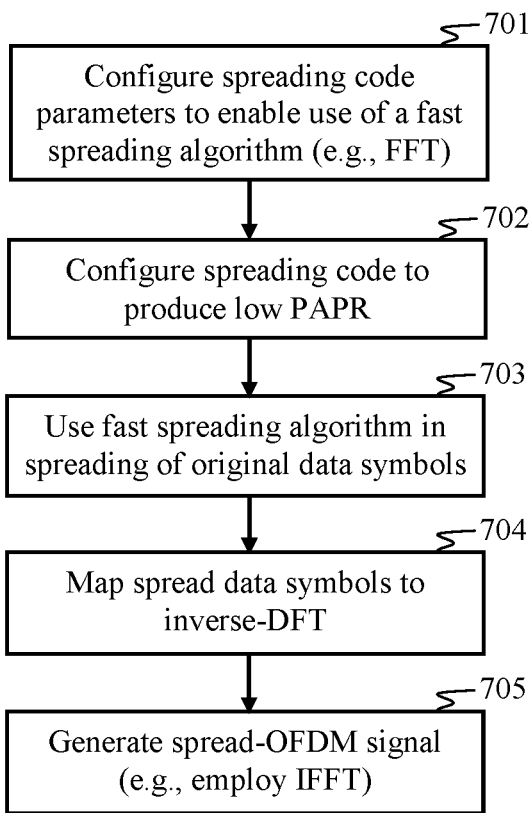 701
Configure spreading code
parameters to enable use of a fast
spreading algorithm (e.g., FFT)
702
Configure spreading code to
produce low PAPR
703
Use fast spreading algorithm in
spreading of original data symbols
704
Map spread data symbols to
inverse-DFT
705
Generate spread-OFDM signal
(e.g., employ IFFT)